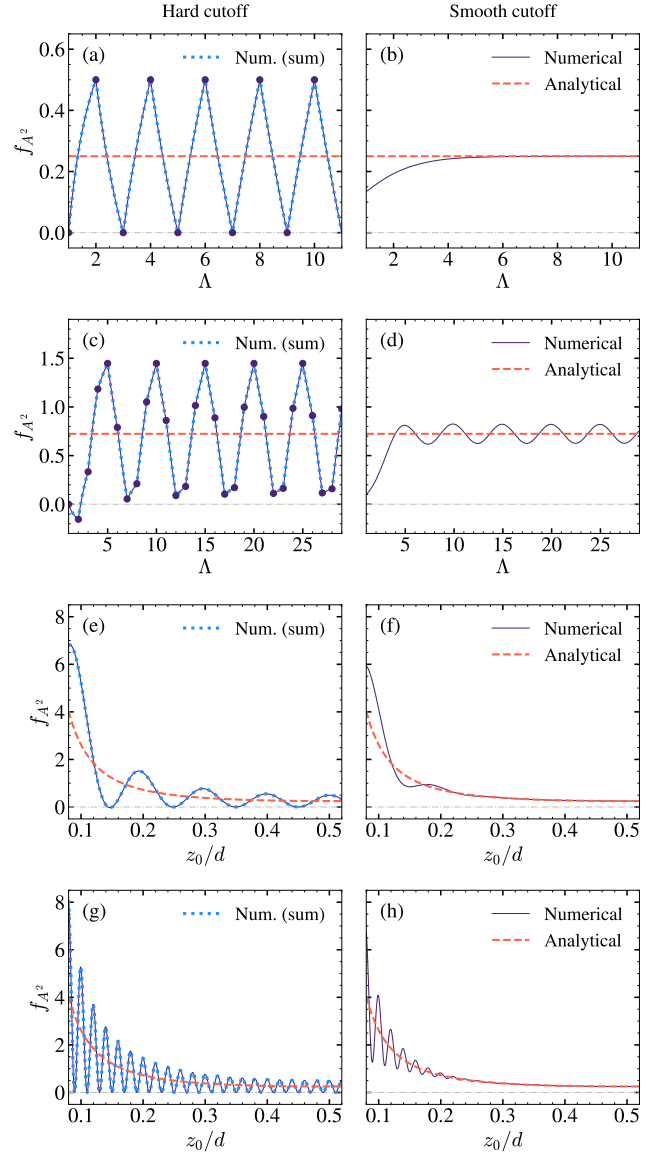 Hard cutoff
Smooth cutoff
(a)
Num. (sum)
0.6
0.4
0.2
0.0
f_{A^2}
2 4 6 8 10
Λ
(b)
Numerical
Analytical
2 4 6 8 10
Λ
(c)
Num. (sum)
1.5
1.0
0.5
0.0
f_{A^2}
5 10 15 20 25
Λ
(d)
Numerical
Analytical
5 10 15 20 25
Λ
(e)
Num. (sum)
8
6
4
2
0
f_{A^2}
0.1 0.2 0.3 0.4 0.5
z_0/d
(f)
Numerical
Analytical
0.1 0.2 0.3 0.4 0.5
z_0/d
(g)
Num. (sum)
8
6
4
2
0
f_{A^2}
0.1 0.2 0.3 0.4 0.5
z_0/d
(h)
Numerical
Analytical
0.1 0.2 0.3 0.4 0.5
z_0/d